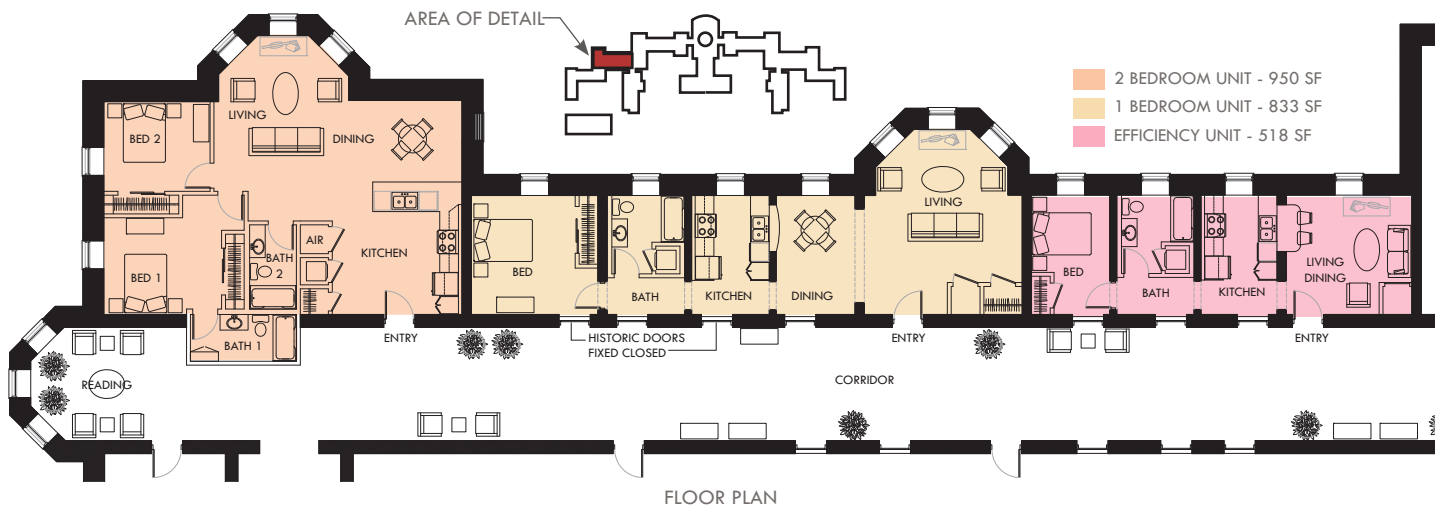 AREA OF DETAIL
2 BEDROOM UNIT - 950 SF
1 BEDROOM UNIT - 833 SF
EFFICIENCY UNIT - 518 SF
LIVING
BED 2
DINING
LIVING
AIR
KITCHEN
BATH
2
BED 1
BED
BATH
KITCHEN
DINING
BED
BATH
KITCHEN
LIVING
DINING
BATH 1
ENTRY
HISTORIC DOORS
FIXED CLOSED
ENTRY
ENTRY
READING
CORRIDOR
FLOOR PLAN